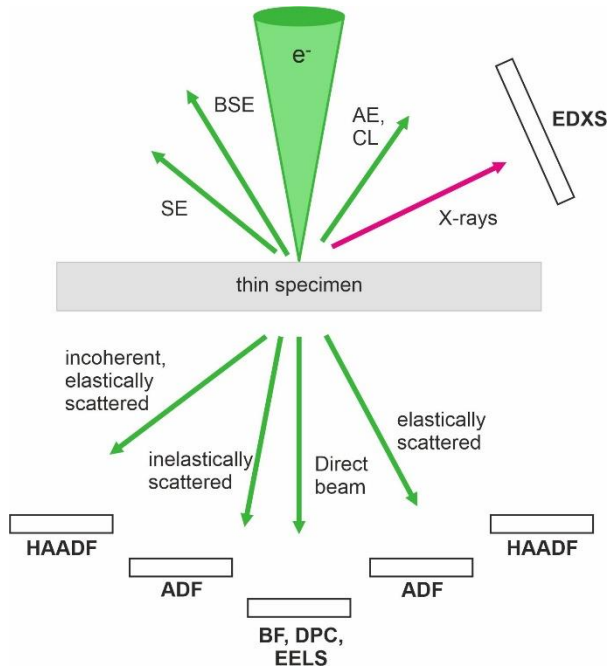 e-
BSE
AE,
CL
EDXS
SE
X-rays
thin specimen
incoherent,
elastically
scattered
inelastically
scattered
Direct
beam
elastically
scattered
HAADF
ADF
BF, DPC,
EELS
ADF
HAADF